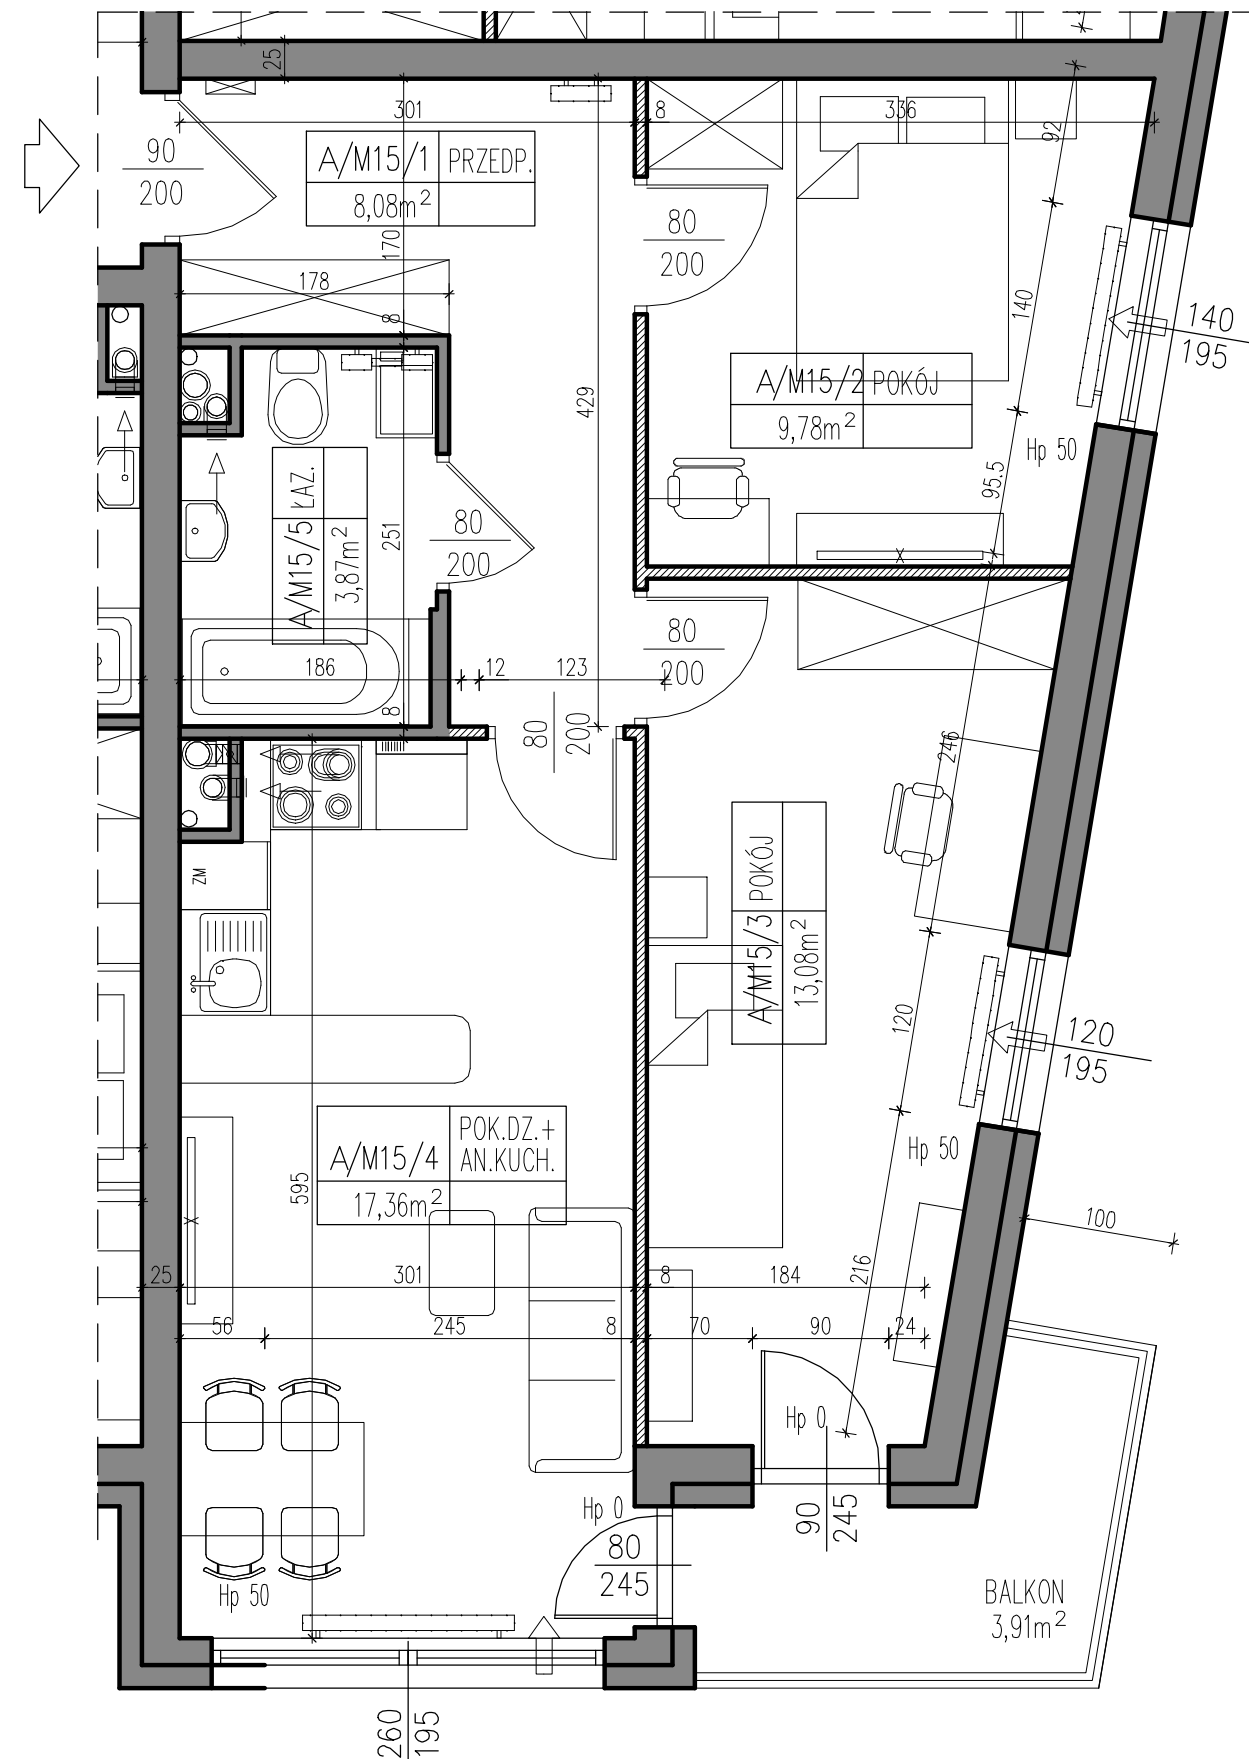 25
301
8
336
92
90
200
A/M15/1 PRZEDP.
8,08m²
170
178
8
80
200
140
140
195
429
A/M15/2 POKÓJ
9,78m²
Hp 50
95.5
A/M15/5 ŁAZ.
3,87m²
251
80
200
186
8
12
123
80
200
80
200
246
ZM
A/M15/3 POKÓJ
13,08m²
120
120
195
Hp 50
A/M15/4 POK.DZ.+
AN.KUCH.
17,36m²
595
100
216
25
301
8
184
56
245
8
70
90
24
Hp 0
90
245
Hp 0
80
245
Hp 50
BALKON
3,91m²
260
195